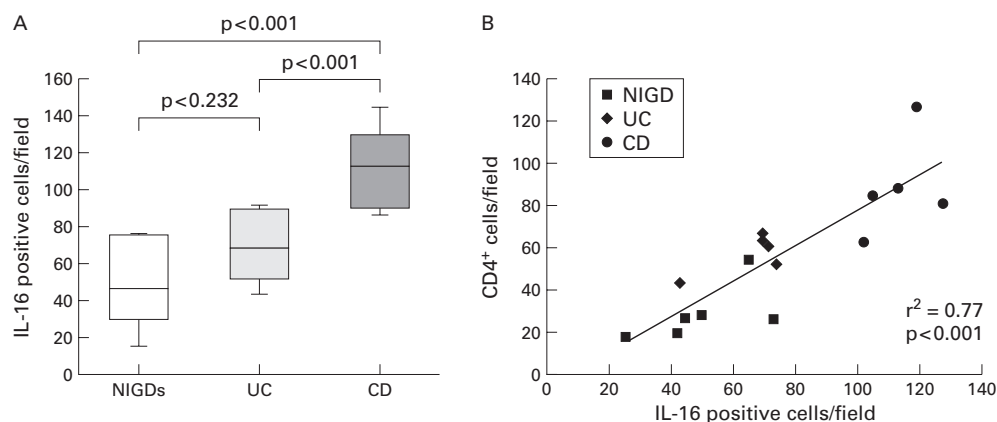 A
p<0.001
p<0.001
p<0.232
IL-16 positive cells/field
160
140
120
100
80
60
40
20
0
NIGDs
UC
CD
B
NIGD
UC
CD
CD4⁺ cells/field
140
120
100
80
60
40
20
0
r² = 0.77
p<0.001
0
20
40
60
80
100
120
140
IL-16 positive cells/field